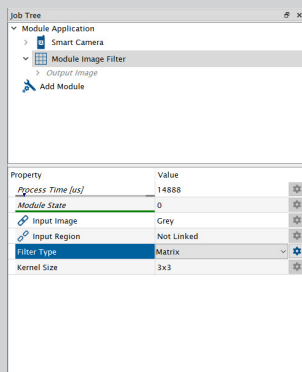 Job Tree
Module Application
Smart Camera
Module Image Filter
Output Image
Add Module
Property Value
Process Time [us] 14888
Module State 0
Input Image Grey
Input Region Not Linked
Filter Type Matrix
Kernel Size 3x3